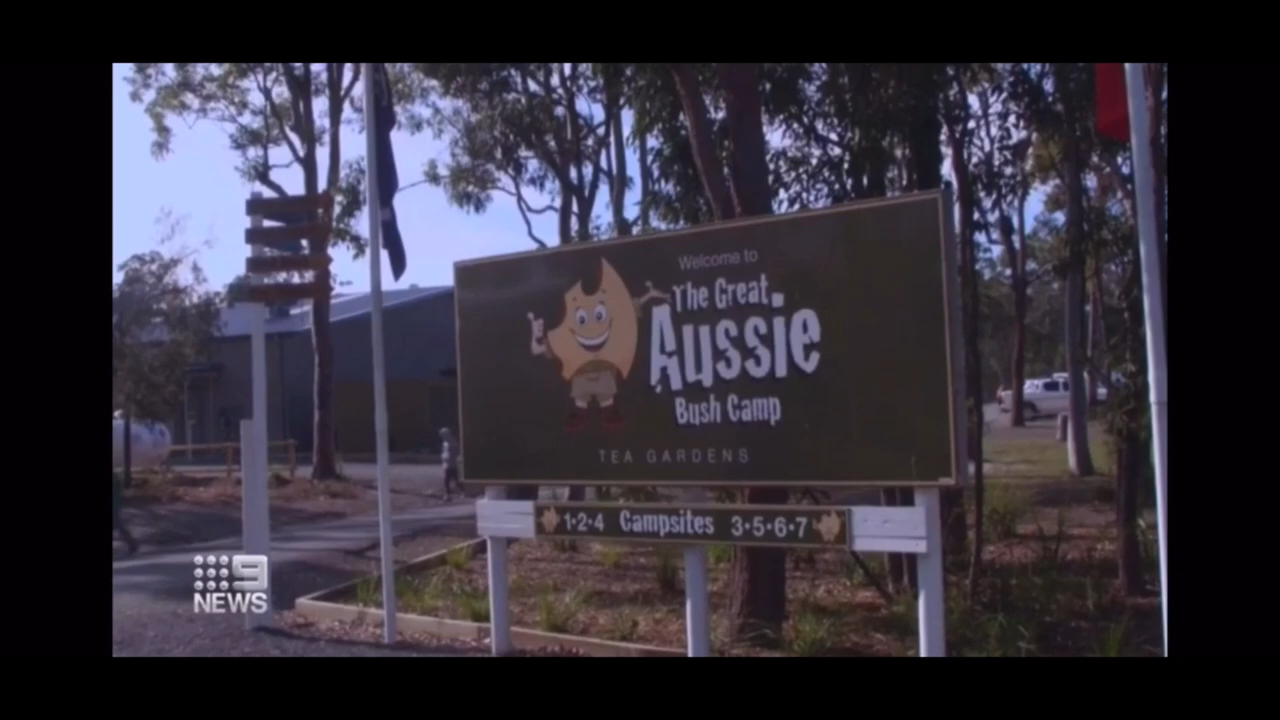 Welcome to
The Great
Aussie
Bush Camp
TEA GARDENS
1•2•4 Campsites 3•5•6•7
9
NEWS